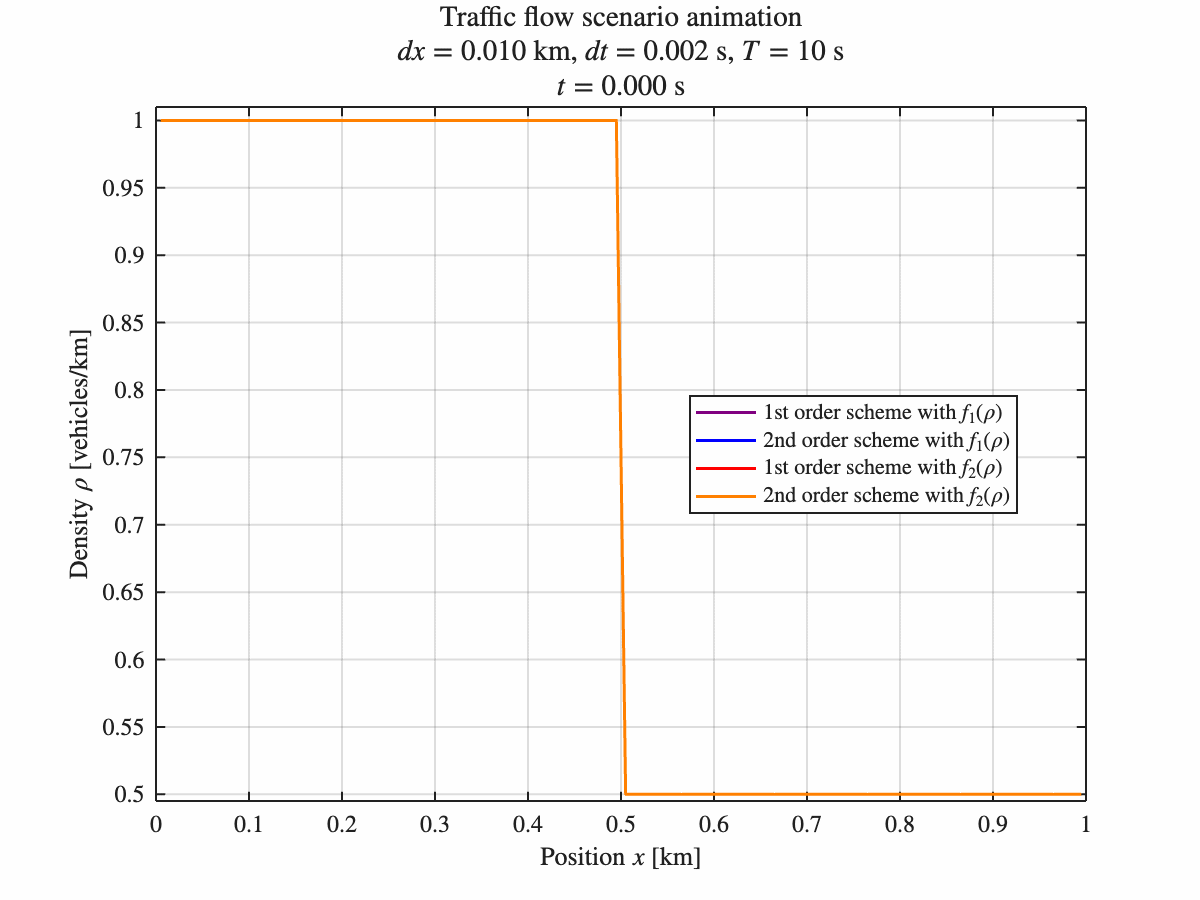 Traffic flow scenario animation
dx = 0.010 km, dt = 0.002 s, T = 10 s
t = 0.000 s
1
0.95
0.9
0.85
0.8
0.75
0.7
0.65
0.6
0.55
0.5
Density ρ [vehicles/km]
1st order scheme with f₁(ρ)
2nd order scheme with f₁(ρ)
1st order scheme with f₂(ρ)
2nd order scheme with f₂(ρ)
0 0.1 0.2 0.3 0.4 0.5 0.6 0.7 0.8 0.9 1
Position x [km]